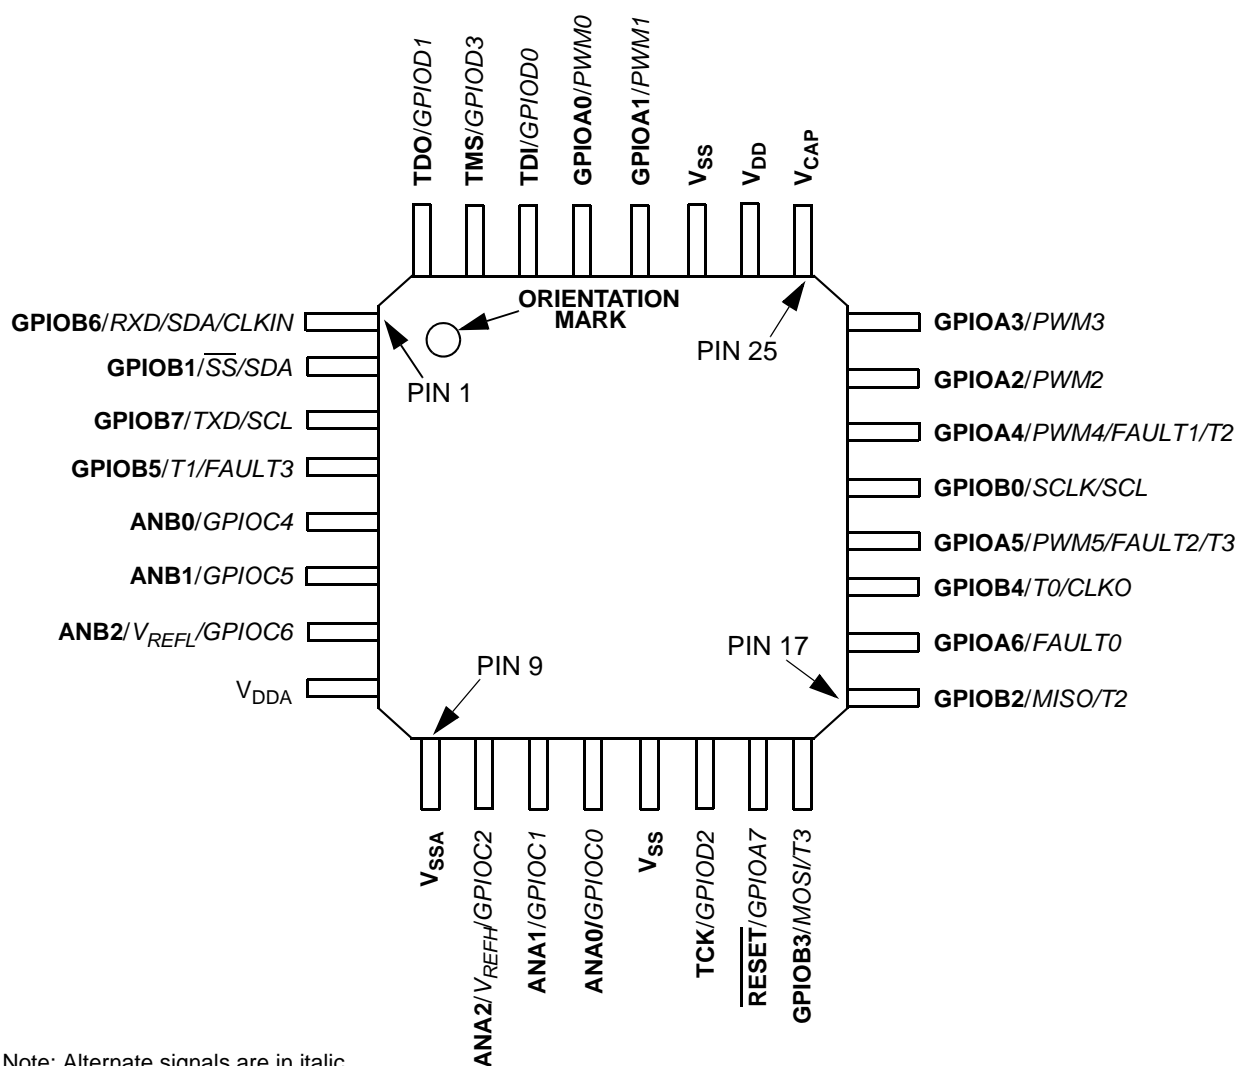 TDO/GPIOD1
TMS/GPIOD3
TDI/GPIOD0
GPIOA0/PWM0
GPIOA1/PWM1
VSS
VDD
VCAP
ORIENTATION
MARK
PIN 25
PIN 1
GPIOB6/RXD/SDA/CLKIN
GPIOB1/S̅S̅/SDA
GPIOB7/TXD/SCL
GPIOB5/T1/FAULT3
ANB0/GPIOC4
ANB1/GPIOC5
ANB2/VREFL/GPIOC6
VDDA
GPIOA3/PWM3
GPIOA2/PWM2
GPIOA4/PWM4/FAULT1/T2
GPIOB0/SCLK/SCL
GPIOA5/PWM5/FAULT2/T3
GPIOB4/T0/CLKO
GPIOA6/FAULT0
GPIOB2/MISO/T2
PIN 17
PIN 9
VSSA
ANA2/VREFH/GPIOC2
ANA1/GPIOC1
ANA0/GPIOC0
VSS
TCK/GPIOD2
R̅E̅S̅E̅T̅/GPIOA7
GPIOB3/MOSI/T3
Note: Alternate signals are in italic